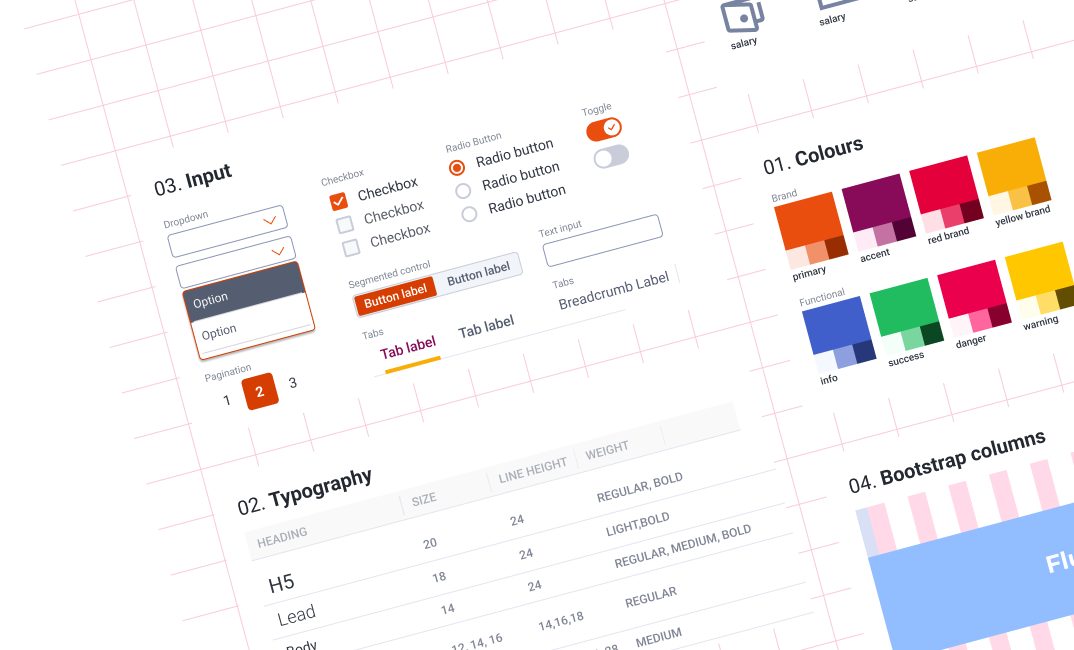 salary
salary
03. Input
Dropdown
Option
Option
Pagination
1
2
3
Checkbox
Checkbox
Checkbox
Checkbox
Radio Button
Radio button
Radio button
Radio button
Toggle
Segmented control
Button label
Button label
Text input
Tabs
Tab label
Tab label
Tabs
Breadcrumb Label
01. Colours
Brand
primary
accent
red brand
yellow brand
Functional
info
success
danger
warning
02. Typography
HEADING SIZE LINE HEIGHT WEIGHT
H5 20 24 REGULAR, BOLD
Lead 18 24 LIGHT,BOLD
Body 14 24 REGULAR, MEDIUM, BOLD
12, 14, 16 14,16,18 REGULAR
MEDIUM
04. Bootstrap columns